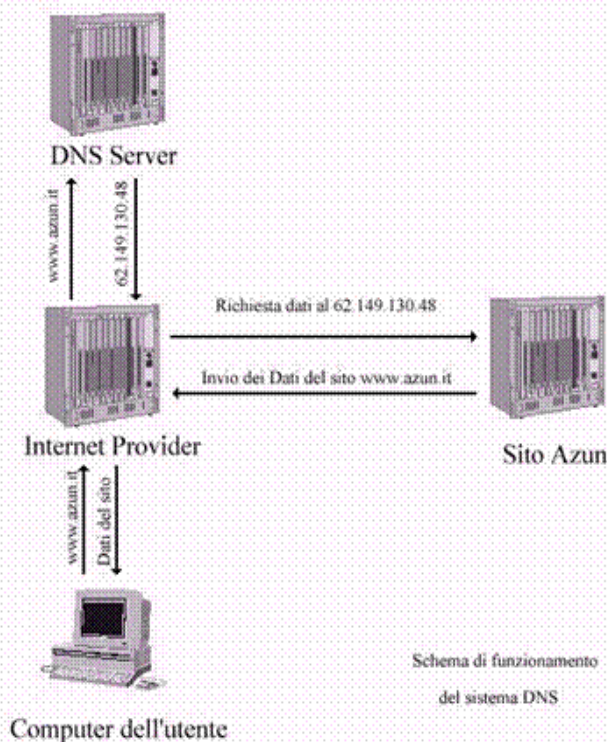 DNS Server
www.azun.it
62.149.130.48
Richiesta dati al 62.149.130.48
Invio dei Dati del sito www.azun.it
Internet Provider
Sito Azun
www.azun.it
Dati del sito
Schema di funzionamento
del sistema DNS
Computer dell'utente